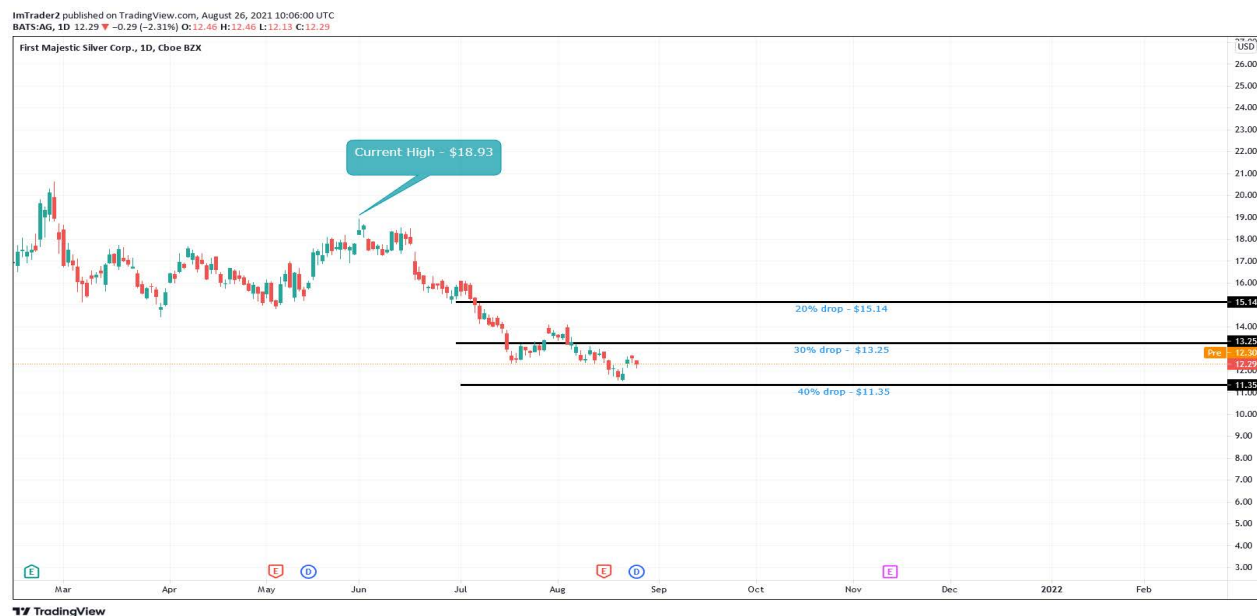 ImTrader2 published on TradingView.com, August 26, 2021 10:06:00 UTC
BATS:AG, 1D 12.29 ▼ −0.29 (−2.31%) O:12.46 H:12.46 L:12.13 C:12.29
First Majestic Silver Corp., 1D, Cboe BZX
USD
26.00
25.00
24.00
23.00
22.00
Current High - $18.93
21.00
20.00
19.00
18.00
17.00
16.00
15.14
20% drop - $15.14
14.00
13.25
30% drop - $13.25
Pre 12.30
12.29
12.00
11.35
40% drop - $11.35
11.00
10.00
9.00
8.00
7.00
6.00
5.00
4.00
3.00
E E D E D E
Mar Apr May Jun Jul Aug Sep Oct Nov Dec 2022 Feb
TradingView